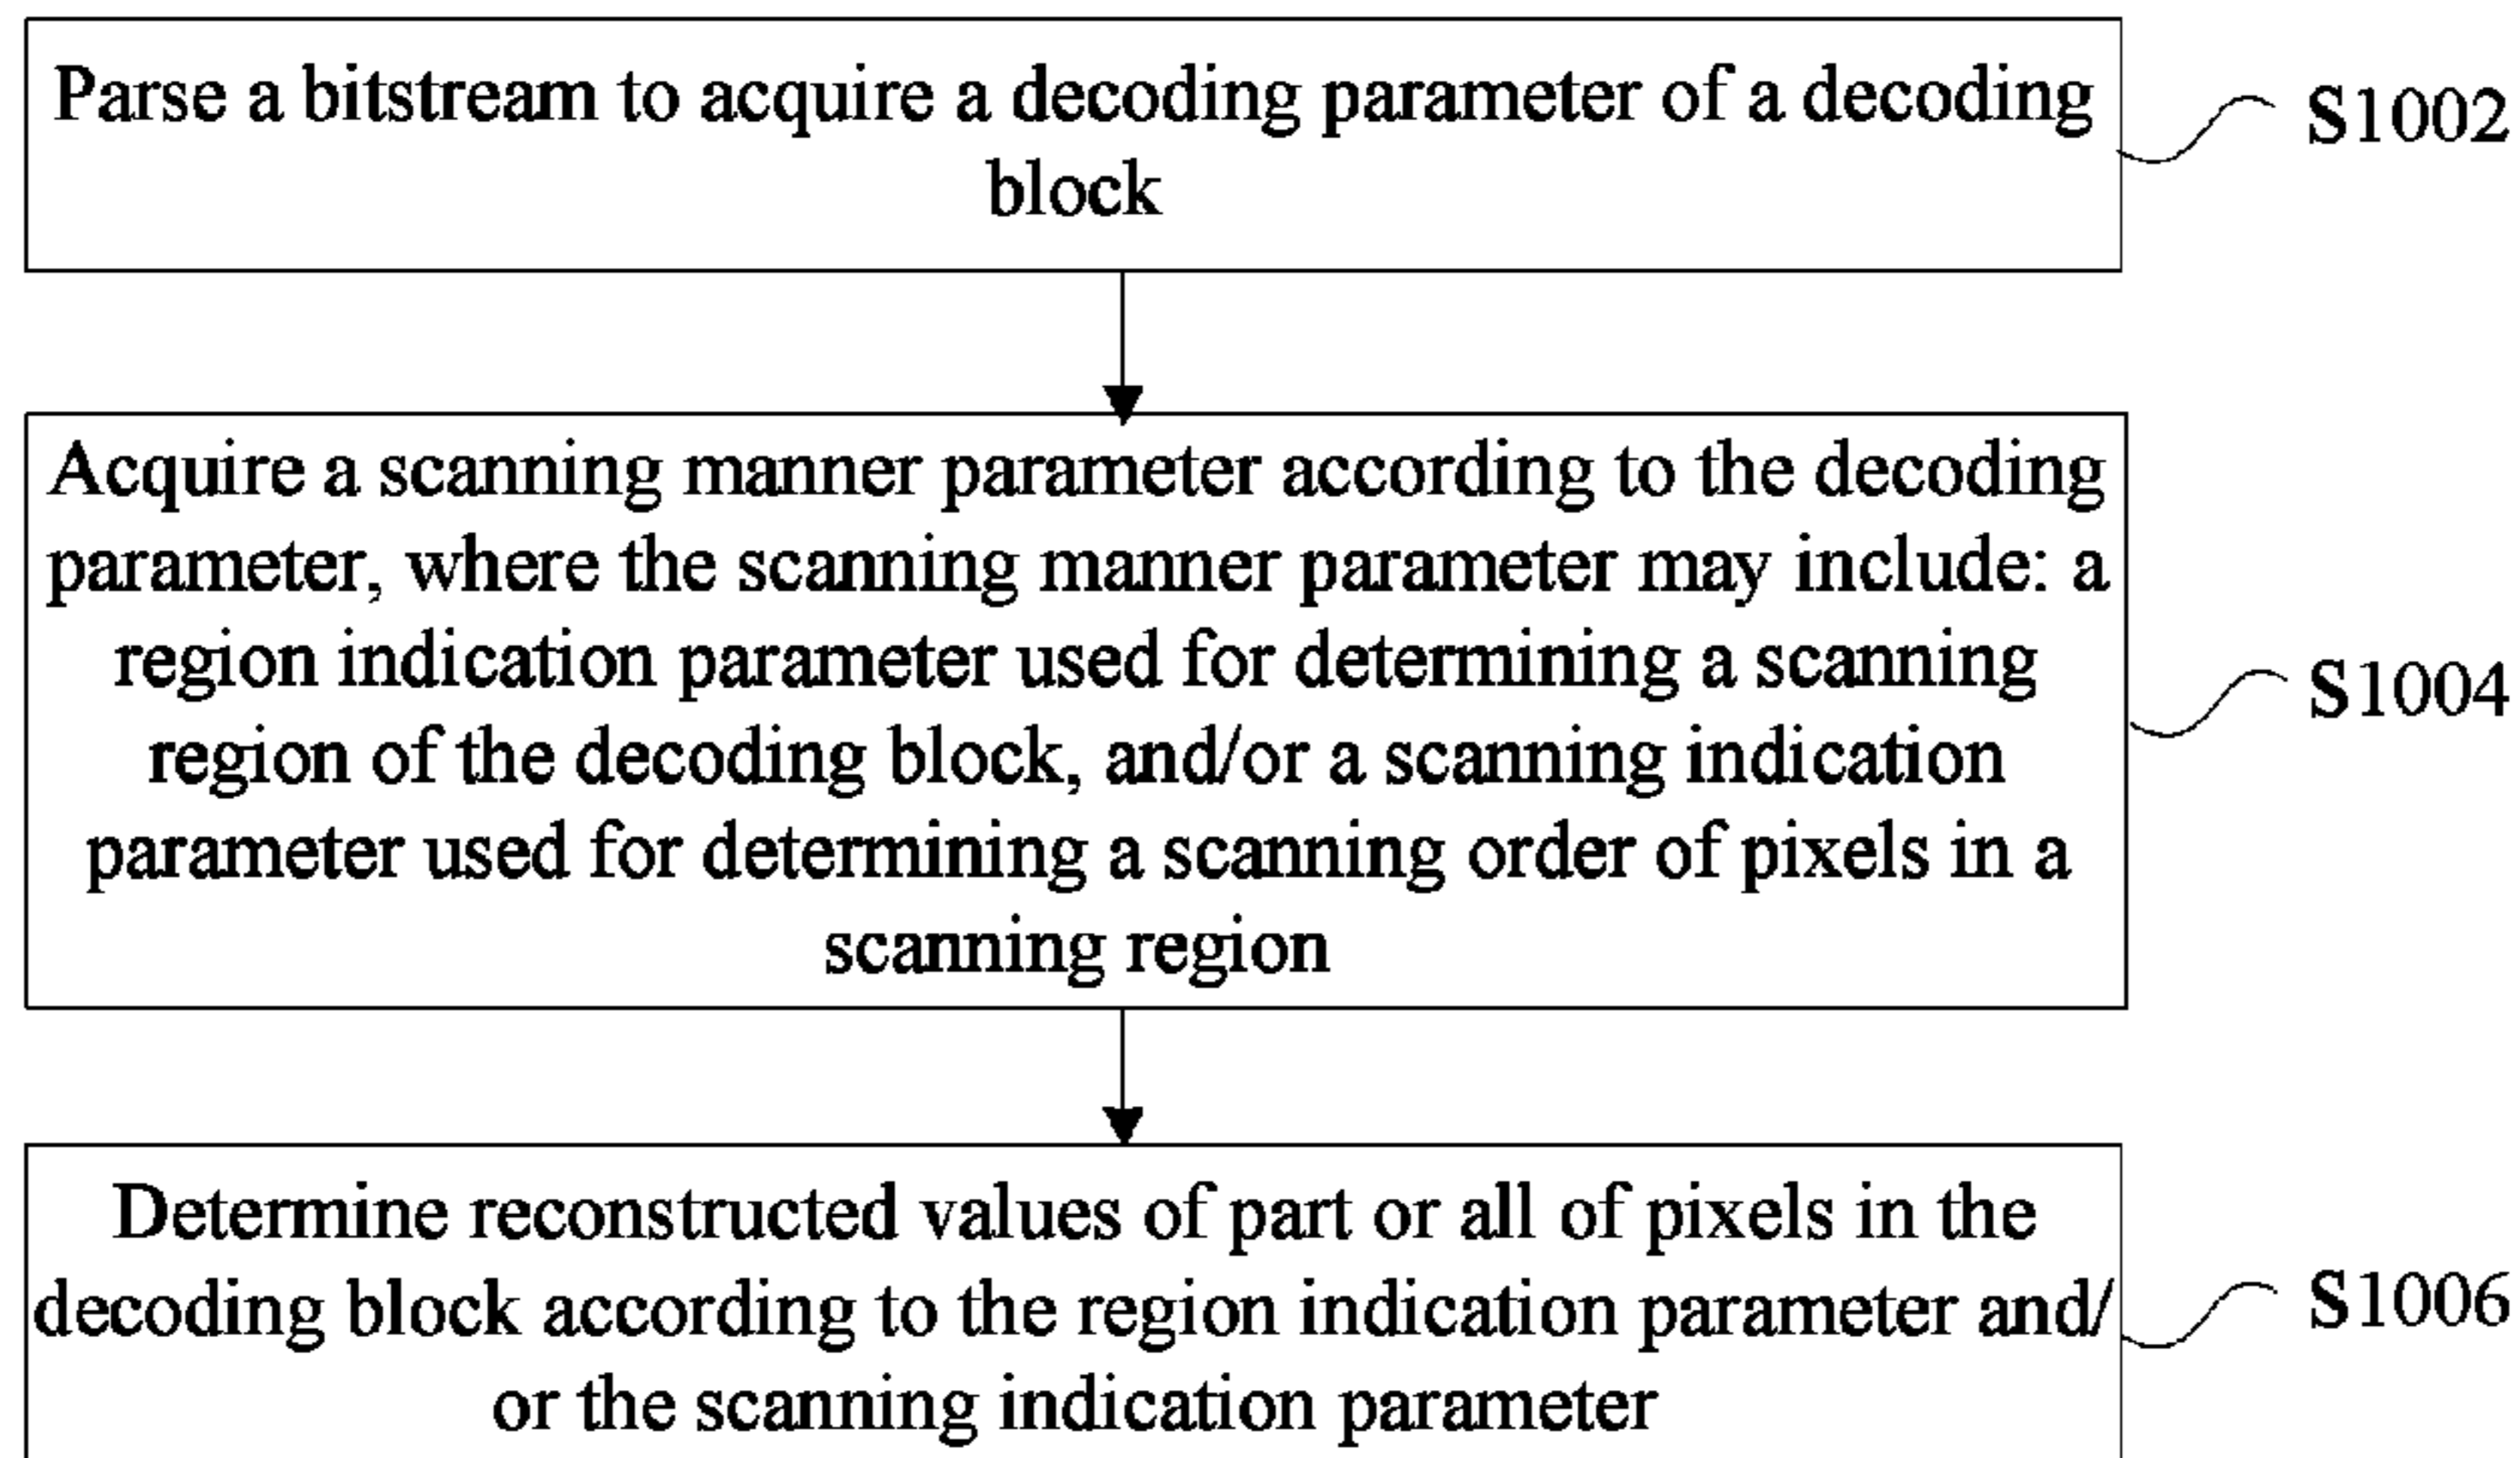 Parse a bitstream to acquire a decoding parameter of a decoding
block
S1002
Acquire a scanning manner parameter according to the decoding
parameter, where the scanning manner parameter may include: a
region indication parameter used for determining a scanning
region of the decoding block, and/or a scanning indication
parameter used for determining a scanning order of pixels in a
scanning region
S1004
Determine reconstructed values of part or all of pixels in the
decoding block according to the region indication parameter and/
or the scanning indication parameter
S1006